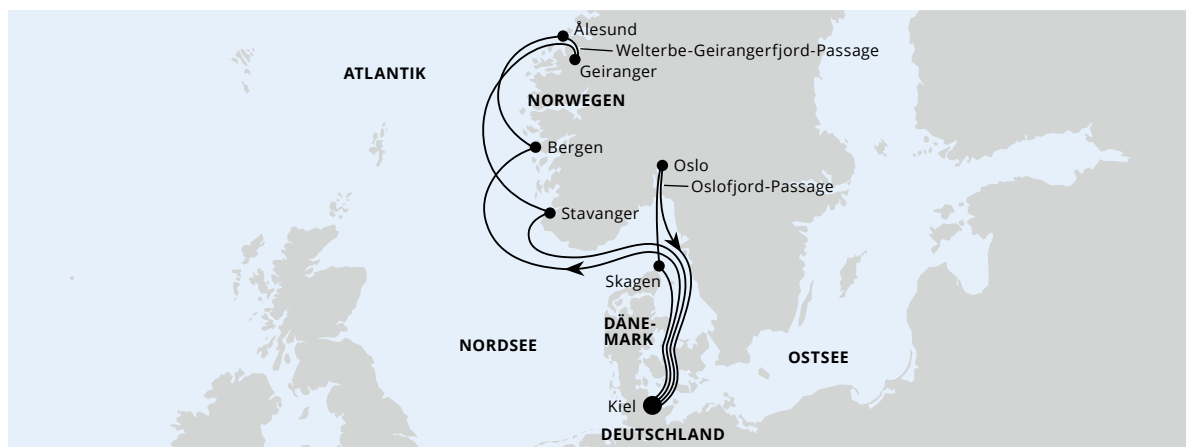 Ålesund
Welterbe-Geirangerfjord-Passage
Geiranger
ATLANTIK
NORWEGEN
Bergen
Oslo
Oslofjord-Passage
Stavanger
Skagen
DÄNE-
MARK
NORDSEE
OSTSEE
Kiel
DEUTSCHLAND